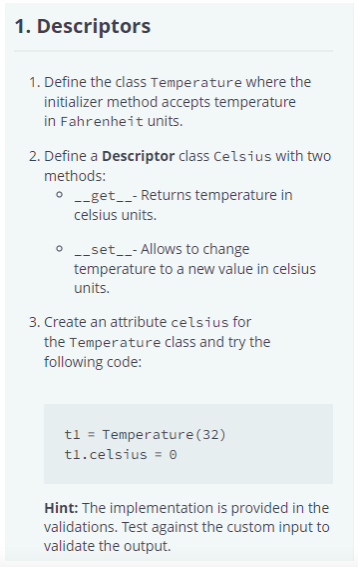 1. Descriptors
1. Define the class Temperature where the
initializer method accepts temperature
in Fahrenheit units.
2. Define a Descriptor class Celsius with two
methods:
○ __get__- Returns temperature in
celsius units.
○ __set__- Allows to change
temperature to a new value in celsius
units.
3. Create an attribute celsius for
the Temperature class and try the
following code:
t1 = Temperature(32)
t1.celsius = 0
Hint: The implementation is provided in the
validations. Test against the custom input to
validate the output.